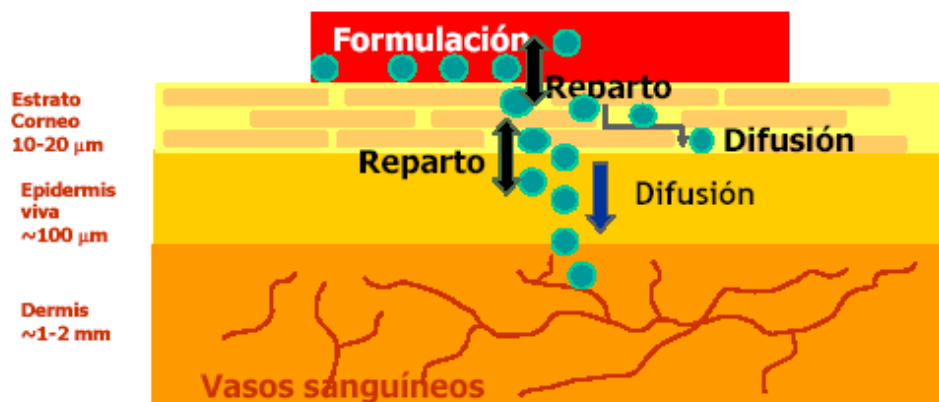 Formulación
Reparto
Estrato
Corneo
10-20 μm
Difusión
Reparto
Epidermis
viva
~100 μm
Difusión
Dermis
~1-2 mm
Vasos sanguíneos